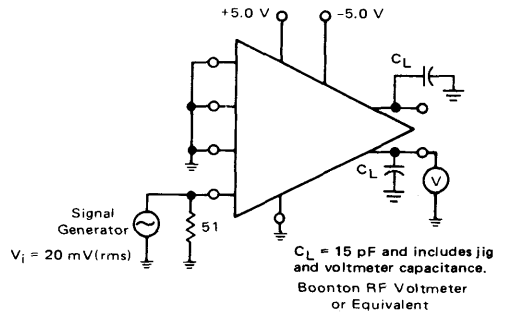 +5.0 V
-5.0 V
CL
CL
V
Signal
Generator
51
Vi = 20 mV(rms)
CL = 15 pF and includes jig
and voltmeter capacitance.
Boonton RF Voltmeter
or Equivalent